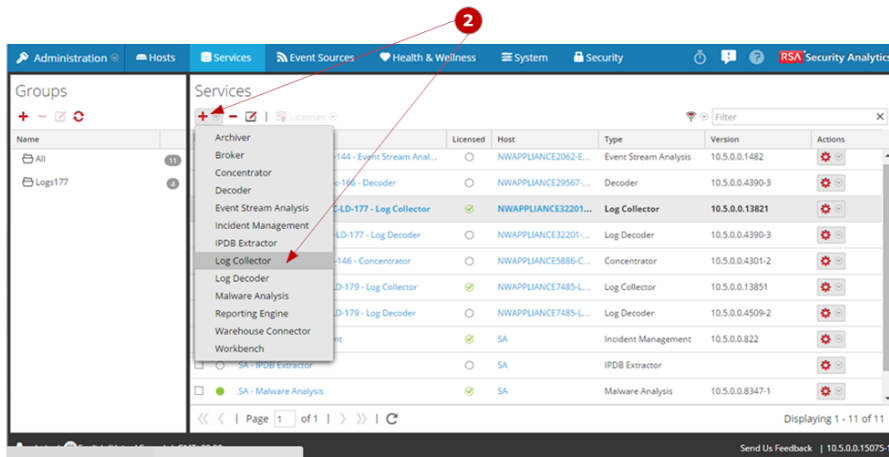 2
Administration Hosts Services Event Sources Health & Wellness System Security RSA Security Analytics
Groups
Services
Licenses
Filter
Name
Licensed Host Type Version Actions
All 11
Logs177 4
Archiver
Broker
Concentrator
Decoder
Event Stream Analysis
Incident Management
IPDB Extractor
Log Collector
Log Decoder
Malware Analysis
Reporting Engine
Warehouse Connector
Workbench
-144 - Event Stream Anal... NWAPPLIANCE2062-E... Event Stream Analysis 10.5.0.0.1482
-166 - Decoder NWAPPLIANCE29567-... Decoder 10.5.0.0.4390-3
-LD-177 - Log Collector NWAPPLIANCE32201... Log Collector 10.5.0.0.13821
-LD-177 - Log Decoder NWAPPLIANCE32201-... Log Decoder 10.5.0.0.4390-3
-146 - Concentrator NWAPPLIANCE5886-C... Concentrator 10.5.0.0.4301-2
D-179 - Log Collector NWAPPLIANCE7485-L... Log Collector 10.5.0.0.13851
D-179 - Log Decoder NWAPPLIANCE7485-L... Log Decoder 10.5.0.0.4509-2
nt SA Incident Management 10.5.0.0.822
SA - IPDB Extractor SA IPDB Extractor
SA - Malware Analysis SA Malware Analysis 10.5.0.0.8347-1
Page 1 of 1
Displaying 1 - 11 of 11
Send Us Feedback | 10.5.0.0.15075-1